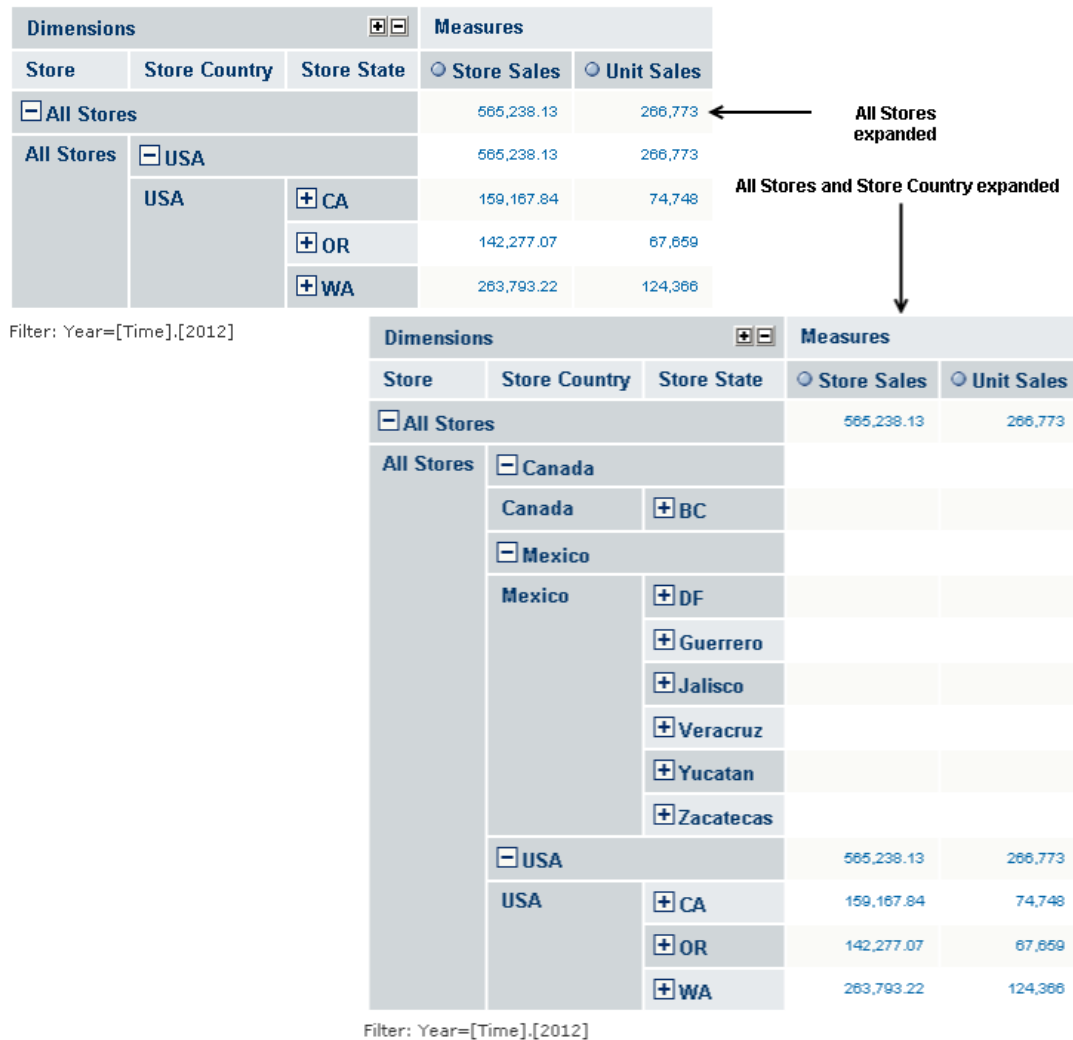 Dimensions Measures
Store Store Country Store State Store Sales Unit Sales
All Stores 565,238.13 266,773
All Stores USA 565,238.13 266,773
USA CA 159,167.84 74,748
OR 142,277.07 67,659
WA 263,793.22 124,366
Filter: Year=[Time].[2012]
All Stores
expanded
All Stores and Store Country expanded
Dimensions Measures
Store Store Country Store State Store Sales Unit Sales
All Stores 565,238.13 266,773
All Stores Canada
Canada BC
Mexico
Mexico DF
Guerrero
Jalisco
Veracruz
Yucatan
Zacatecas
USA 565,238.13 266,773
USA CA 159,167.84 74,748
OR 142,277.07 67,659
WA 263,793.22 124,366
Filter: Year=[Time].[2012]